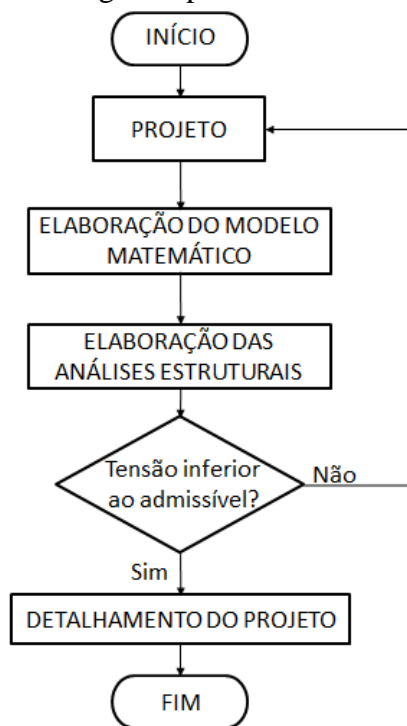 INÍCIO
PROJETO
ELABORAÇÃO DO MODELO
MATEMÁTICO
ELABORAÇÃO DAS
ANÁLISES ESTRUTURAIS
Tensão inferior
ao admissível?
Não
Sim
DETALHAMENTO DO PROJETO
FIM